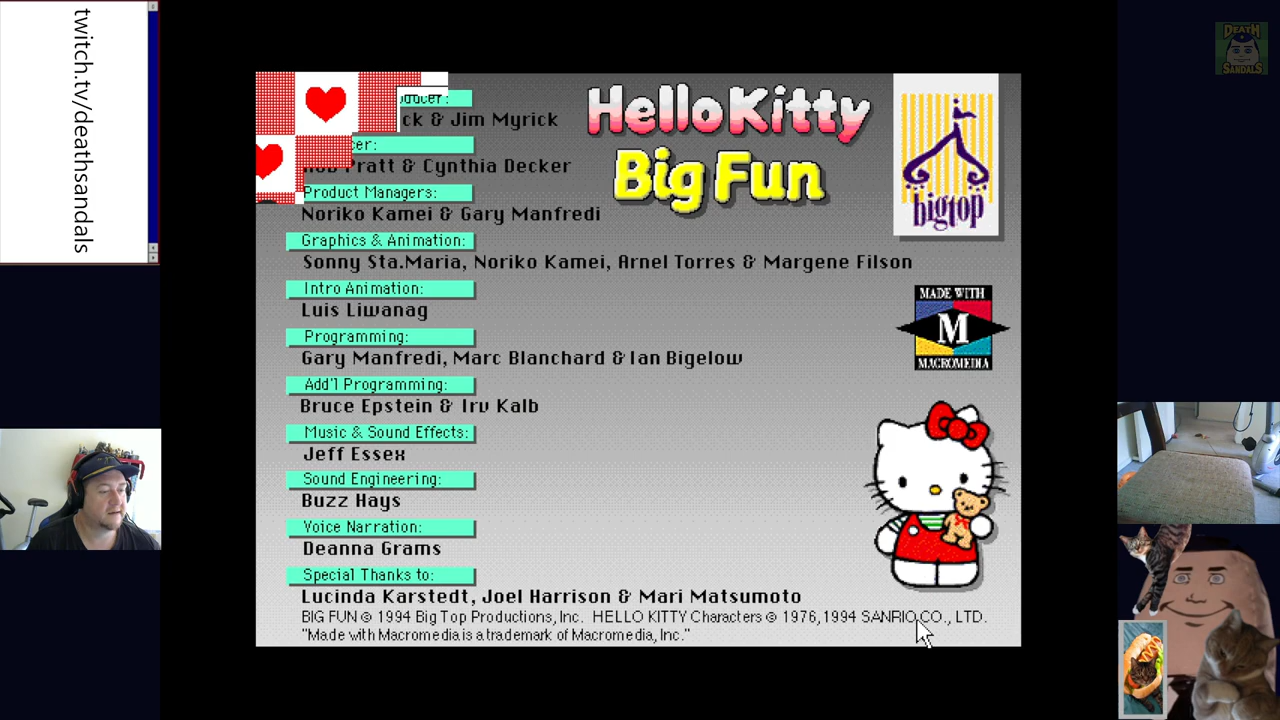 twitch.tv/deathsandals
DEATH
SANDALS
Hello Kitty
Big Fun
bigtop
ck & Jim Myrick
Pratt & Cynthia Decker
Product Managers:
Noriko Kamei & Gary Manfredi
Graphics & Animation:
Sonny Sta.Maria, Noriko Kamei, Arnel Torres & Margene Filson
Intro Animation:
Luis Liwanag
MADE WITH
M
MACROMEDIA
Programming:
Gary Manfredi, Marc Blanchard & Ian Bigelow
Add'l Programming:
Bruce Epstein & Irv Kalb
Music & Sound Effects:
Jeff Essex
Sound Engineering:
Buzz Hays
Voice Narration:
Deanna Grams
Special Thanks to:
Lucinda Karstedt, Joel Harrison & Mari Matsumoto
BIG FUN © 1994 Big Top Productions, Inc. HELLO KITTY Characters © 1976, 1994 SANRIO CO., LTD.
"Made with Macromedia is a trademark of Macromedia, Inc."